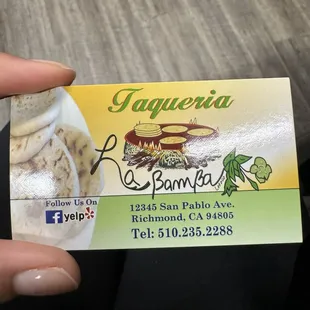 Taqueria
La Bamba
Follow Us On
f yelp
12345 San Pablo Ave.
Richmond, CA 94805
Tel: 510.235.2288